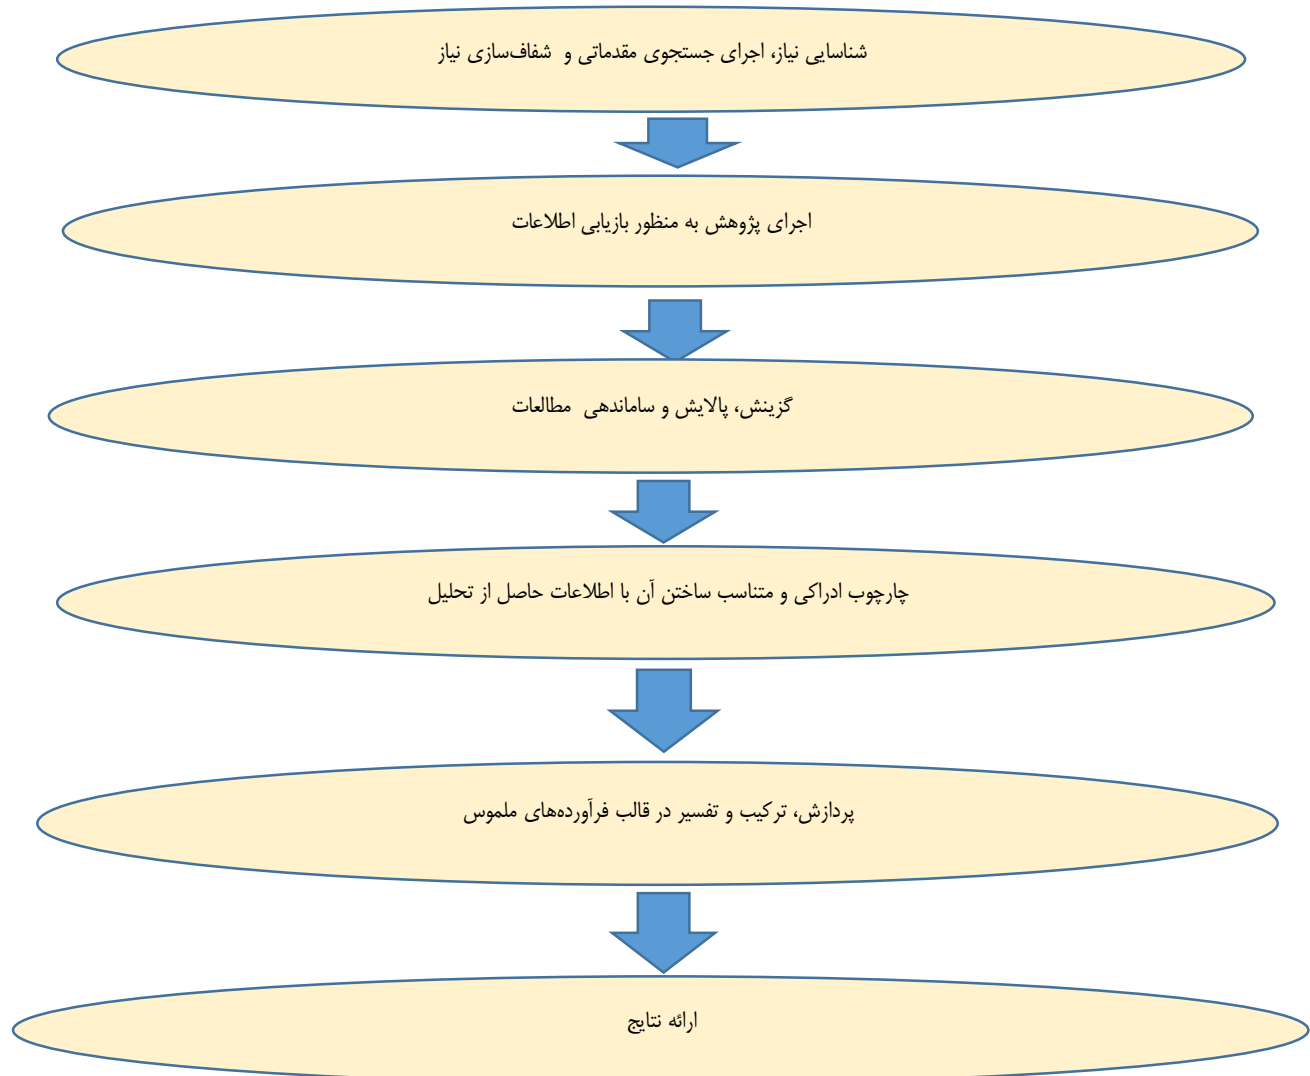 شناسایی نیاز، اجرای جستجوی مقدماتی و شفاف‌سازی نیاز
اجرای پژوهش به منظور بازیابی اطلاعات
گزینش، پالایش و ساماندهی مطالعات
چارچوب ادراکی و متناسب ساختن آن با اطلاعات حاصل از تحلیل
پردازش، ترکیب و تفسیر در قالب فرآورده‌های ملموس
ارائه نتایج